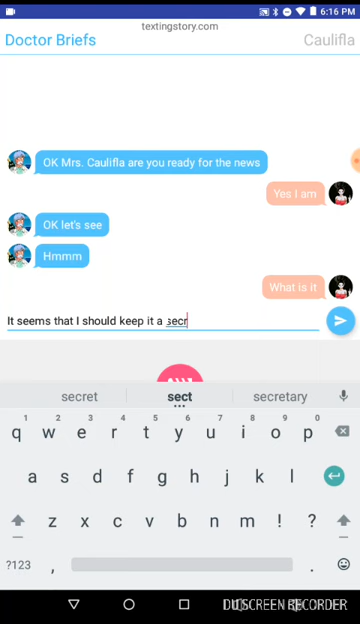 6:16 PM
textingstory.com
Doctor Briefs
Caulifla
OK Mrs. Caulifla are you ready for the news
Yes I am
OK let's see
Hmmm
What is it
It seems that I should keep it a secr
secret sect secretary
1 2 3 4 5 6 7 8 9 0
q w e r t y u i o p
a s d f g h j k l
z x c v b n m ! ?
?123 , .
DU SCREEN RECORDER